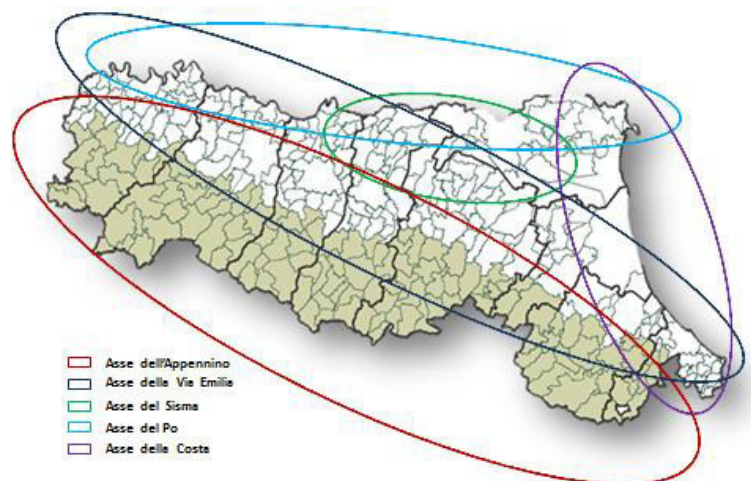 Asse dell'Appennino
Asse della Via Emilia
Asse del Sisma
Asse del Po
Asse della Costa